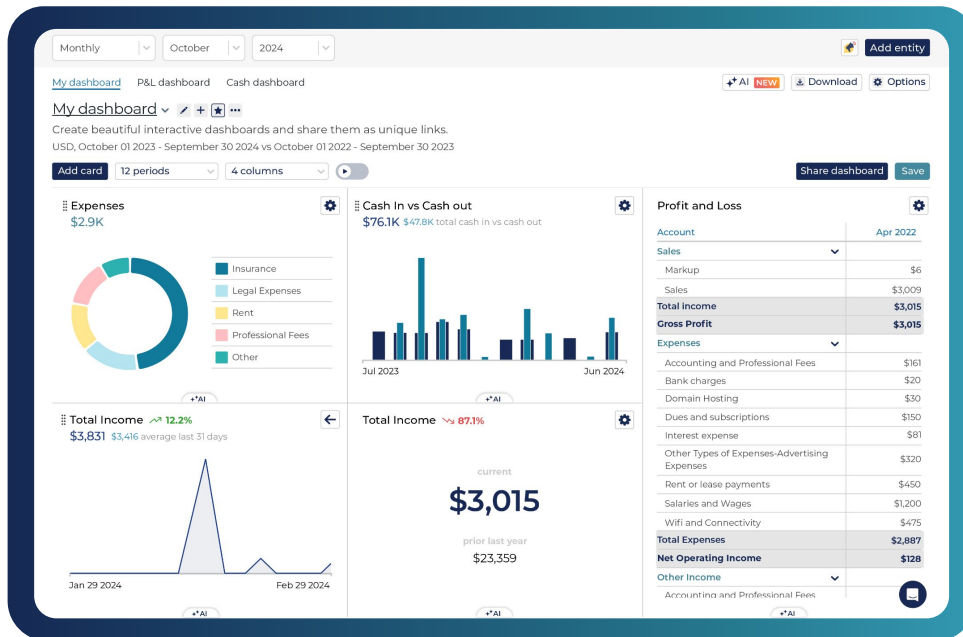 Monthly
October
2024
Add entity
My dashboard
P&L dashboard
Cash dashboard
AI NEW
Download
Options
My dashboard
Create beautiful interactive dashboards and share them as unique links.
USD, October 01 2023 - September 30 2024 vs October 01 2022 - September 30 2023
Add card
12 periods
4 columns
Share dashboard
Save
Expenses
$2.9K
Insurance
Legal Expenses
Rent
Professional Fees
Other
AI
Cash In vs Cash out
$76.1K $47.8K total cash in vs cash out
Jul 2023
Jun 2024
AI
Total Income 12.2%
$3,831 $3,416 average last 31 days
Jan 29 2024
Feb 29 2024
AI
Total Income 87.1%
current
$3,015
prior last year
$23,359
AI
Profit and Loss
Account Apr 2022
Sales
Markup $6
Sales $3,009
Total income $3,015
Gross Profit $3,015
Expenses
Accounting and Professional Fees $161
Bank charges $20
Domain Hosting $30
Dues and subscriptions $150
Interest expense $81
Other Types of Expenses-Advertising
Expenses $320
Rent or lease payments $450
Salaries and Wages $1,200
Wifi and Connectivity $475
Total Expenses $2,887
Net Operating Income $128
Other Income
Accounting and Professional Fees
AI